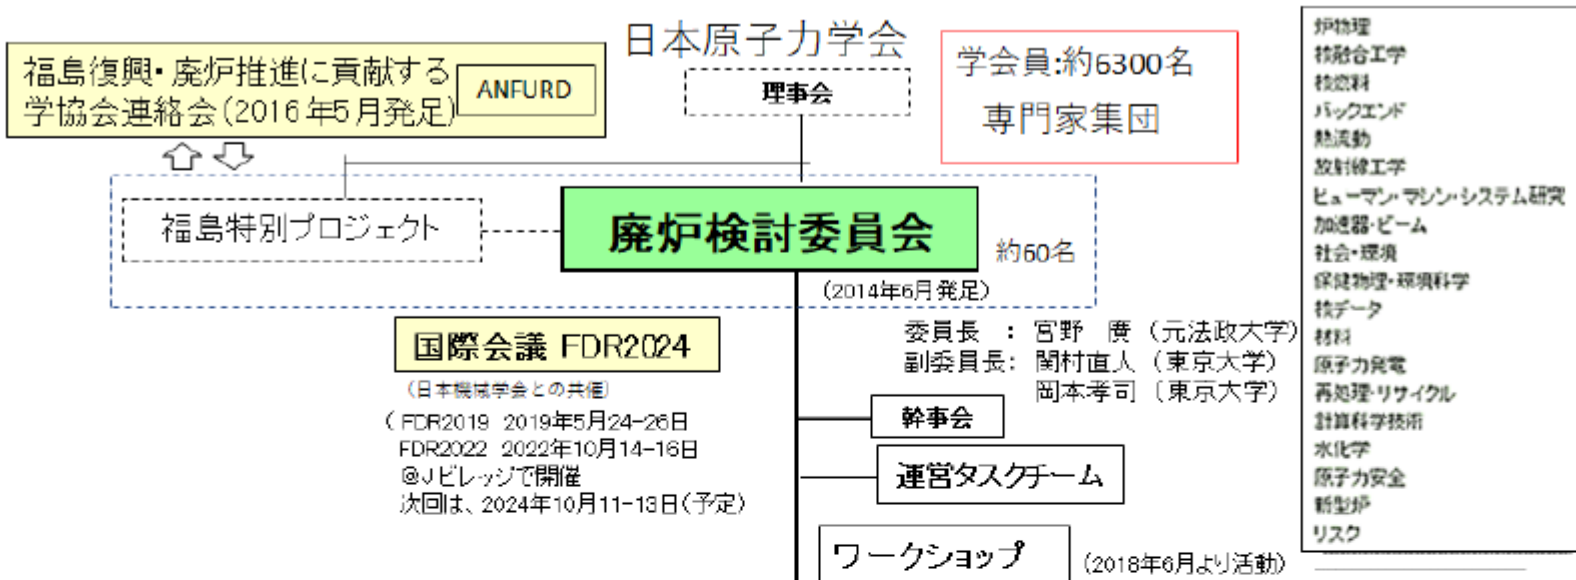 日本原子力学会
理事会
福島復興・廃炉推進に貢献する
学協会連絡会(2016年5月発足)
ANFURD
学会員:約6300名
専門家集団
福島特別プロジェクト
廃炉検討委員会
約60名
(2014年6月発足)
国際会議 FDR2024
(日本機械学会との共催)
( FDR2019 2019年5月24-26日
FDR2022 2022年10月14-16日
@Jビレッジで開催
次回は、2024年10月11-13日(予定)
委員長 : 宮野 廣 (元法政大学)
副委員長: 関村直人 (東京大学)
岡本孝司 (東京大学)
幹事会
運営タスクチーム
ワークショップ
(2018年6月より活動)
炉物理
核融合工学
核燃料
バックエンド
熱流動
放射線工学
ヒューマン・マシン・システム研究
加速器・ビーム
社会・環境
保健物理・環境科学
核データ
材料
原子力発電
再処理・リサイクル
計算科学技術
水化学
原子力安全
新型炉
リスク